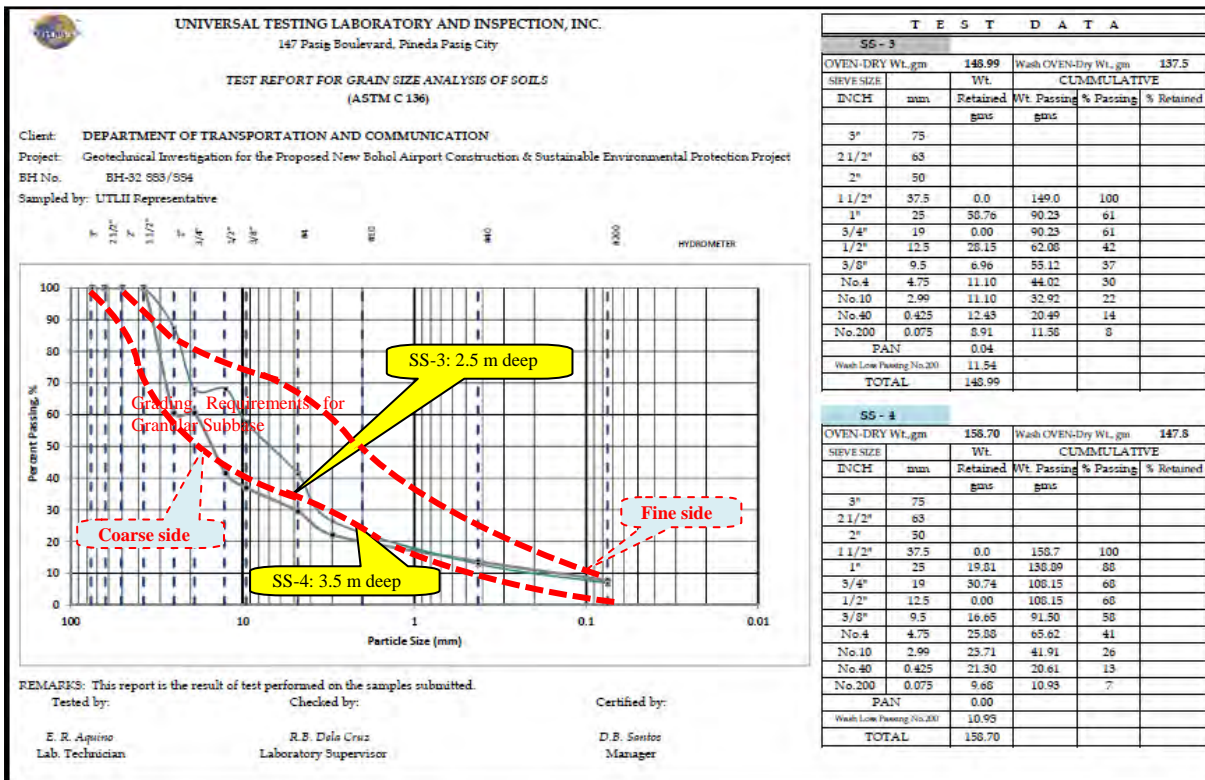 UNIVERSAL TESTING LABORATORY AND INSPECTION, INC.
147 Pasig Boulevard, Pineda Pasig City
TEST REPORT FOR GRAIN SIZE ANALYSIS OF SOILS
(ASTM C 136)
Client: DEPARTMENT OF TRANSPORTATION AND COMMUNICATION
Project: Geotechnical Investigation for the Proposed New Bohol Airport Construction & Sustainable Environmental Protection Project
BH No. BH-32 SS3/SS4
Sampled by: UTLII Representative
3" 2 1/2" 2" 1 1/2" 1" 3/4" 1/2" 3/8" #4 #10 #40 #200 HYDROMETER
100
90
80
70
60
50
40
30
20
10
0
Percent Passing, %
100 10 1 0.1 0.01
Particle Size (mm)
Grading Requirements for
Granular Subbase
SS-3: 2.5 m deep
SS-4: 3.5 m deep
Coarse side
Fine side
REMARKS: This report is the result of test performed on the samples submitted.
Tested by: Checked by: Certified by:
E. R. Aquino R.B. Dela Cruz D.B. Santos
Lab. Technician Laboratory Supervisor Manager
T E S T D A T A
SS - 3
OVEN-DRY Wt.,gm 148.99 Wash OVEN-Dry Wt., gm 137.5
SIEVE SIZE Wt. CUMMULATIVE
INCH mm Retained Wt. Passing % Passing % Retained
gms gms
3" 75
2 1/2" 63
2" 50
1 1/2" 37.5 0.0 149.0 100
1" 25 58.76 90.23 61
3/4" 19 0.00 90.23 61
1/2" 12.5 28.15 62.08 42
3/8" 9.5 6.96 55.12 37
No.4 4.75 11.10 44.02 30
No.10 2.99 11.10 32.92 22
No.40 0.425 12.43 20.49 14
No.200 0.075 8.91 11.58 8
PAN 0.04
Wash Loss Passing No.200 11.54
TOTAL 148.99
SS - 4
OVEN-DRY Wt.,gm 158.70 Wash OVEN-Dry Wt., gm 147.8
SIEVE SIZE Wt. CUMMULATIVE
INCH mm Retained Wt. Passing % Passing % Retained
gms gms
3" 75
2 1/2" 63
2" 50
1 1/2" 37.5 0.0 158.7 100
1" 25 19.81 138.89 88
3/4" 19 30.74 108.15 68
1/2" 12.5 0.00 108.15 68
3/8" 9.5 16.65 91.50 58
No.4 4.75 25.88 65.62 41
No.10 2.99 23.71 41.91 26
No.40 0.425 21.30 20.61 13
No.200 0.075 9.68 10.93 7
PAN 0.00
Wash Loss Passing No.200 10.93
TOTAL 158.70